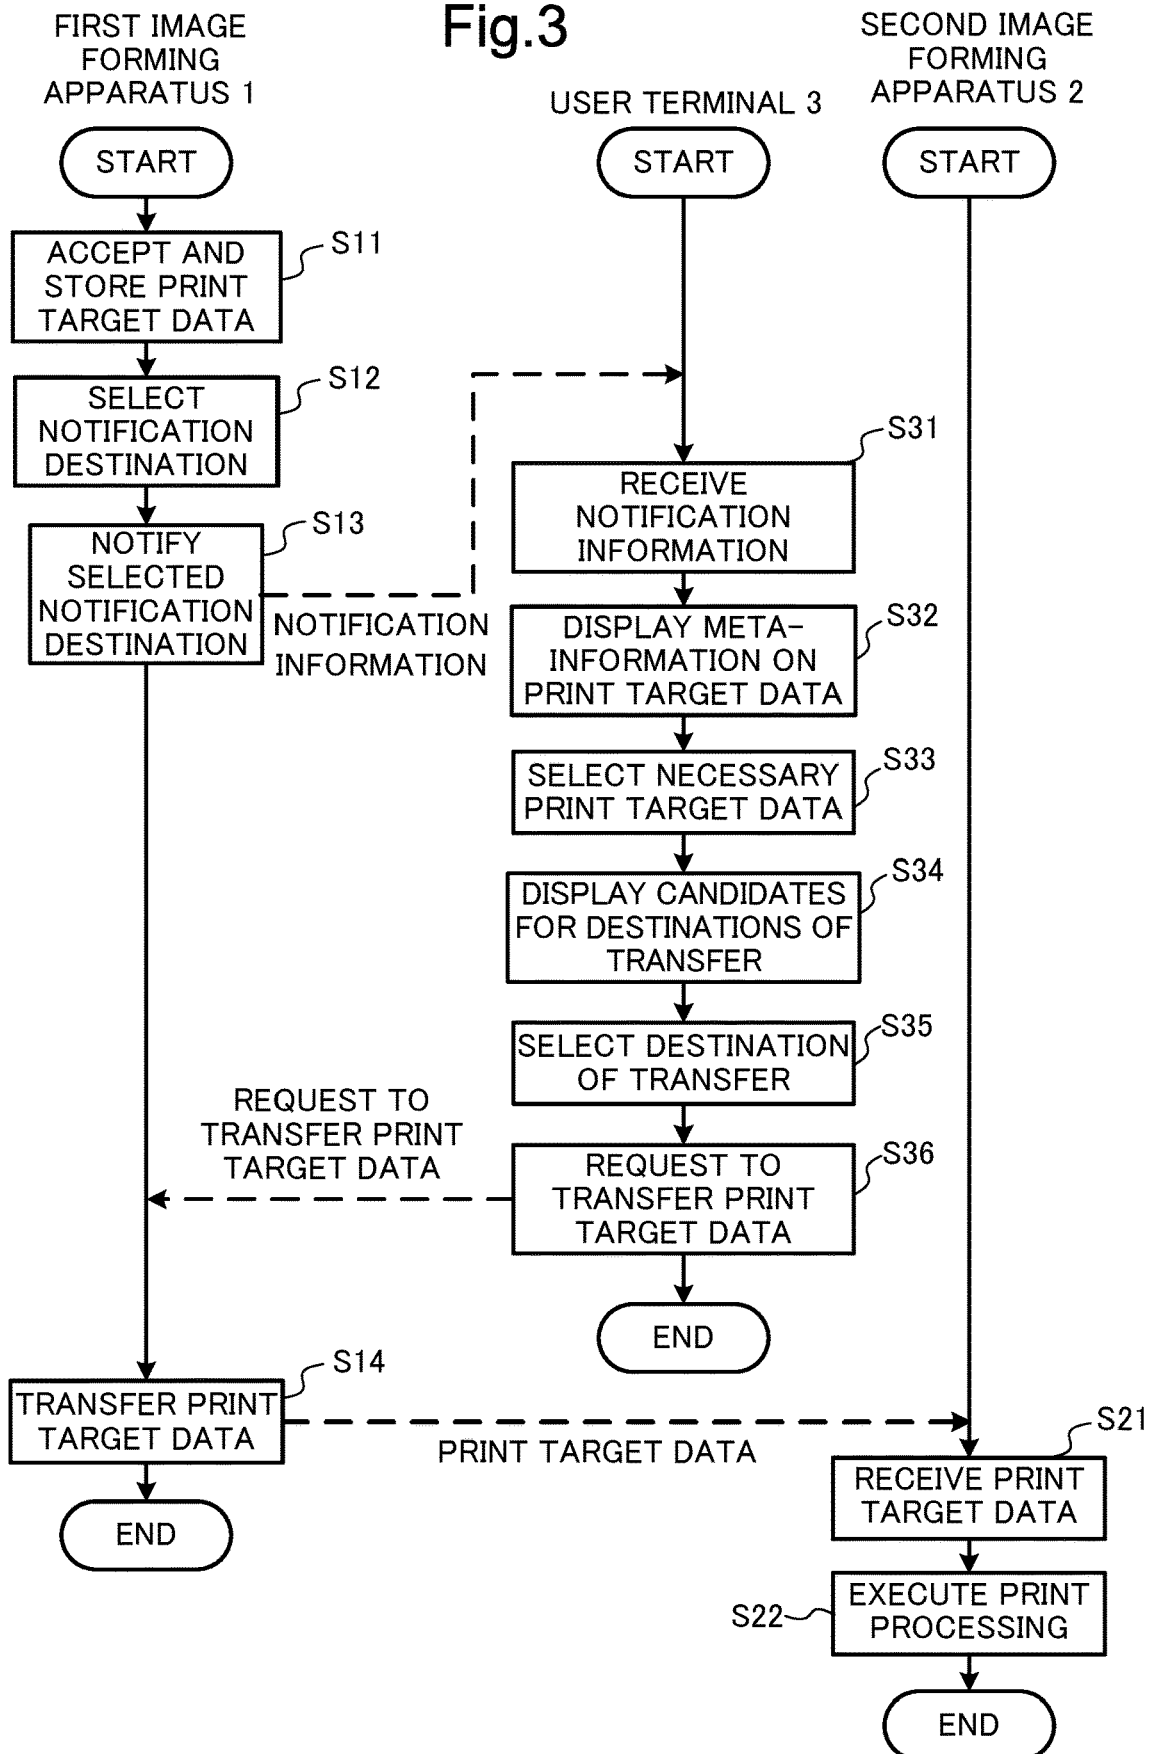 Fig.3
FIRST IMAGE
FORMING
APPARATUS 1
USER TERMINAL 3
SECOND IMAGE
FORMING
APPARATUS 2
START
START
START
ACCEPT AND
STORE PRINT
TARGET DATA
S11
SELECT
NOTIFICATION
DESTINATION
S12
NOTIFY
SELECTED
NOTIFICATION
DESTINATION
S13
NOTIFICATION
INFORMATION
RECEIVE
NOTIFICATION
INFORMATION
S31
DISPLAY META-
INFORMATION ON
PRINT TARGET DATA
S32
SELECT NECESSARY
PRINT TARGET DATA
S33
DISPLAY CANDIDATES
FOR DESTINATIONS OF
TRANSFER
S34
SELECT DESTINATION
OF TRANSFER
S35
REQUEST TO
TRANSFER PRINT
TARGET DATA
REQUEST TO
TRANSFER PRINT
TARGET DATA
S36
END
TRANSFER PRINT
TARGET DATA
S14
PRINT TARGET DATA
END
RECEIVE PRINT
TARGET DATA
S21
EXECUTE PRINT
PROCESSING
S22
END